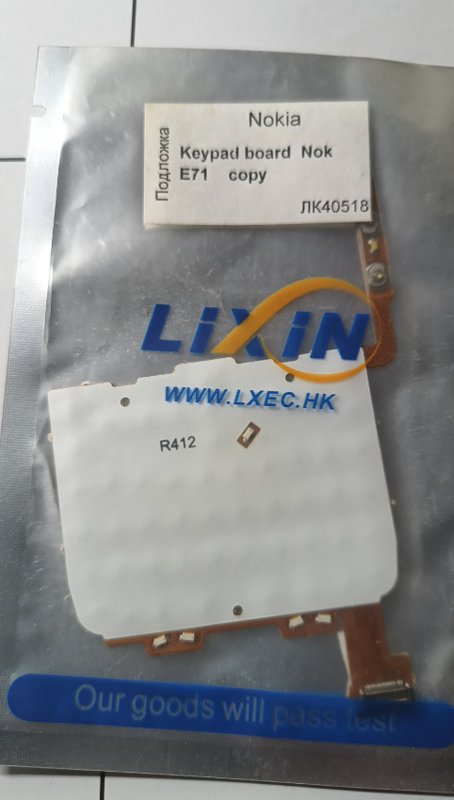 Nokia
Подложка
Keypad board Nok
E71 copy
ЛК40518
LiXiN
WWW.LXEC.HK
R412
Our goods will pass test